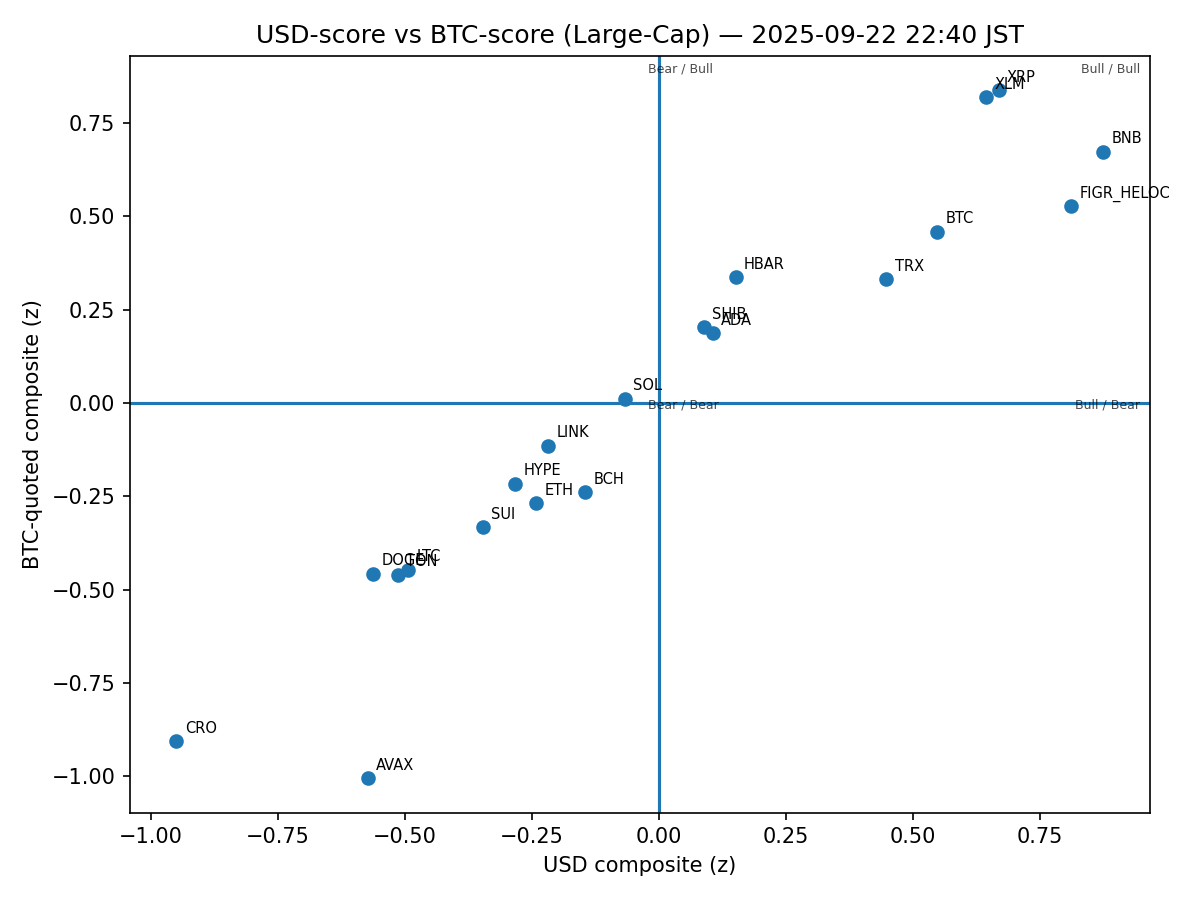 USD-score vs BTC-score (Large-Cap) — 2025-09-22 22:40 JST
Bear / Bull
Bull / Bull
XRP
XLM
BNB
FIGR_HELOC
BTC
HBAR
TRX
SHIB
ADA
SOL
Bear / Bear
Bull / Bear
LINK
HYPE
BCH
ETH
SUI
DOGE
LTC
TON
CRO
AVAX
BTC-quoted composite (z)
0.75
0.50
0.25
0.00
−0.25
−0.50
−0.75
−1.00
−1.00
−0.75
−0.50
−0.25
0.00
0.25
0.50
0.75
USD composite (z)